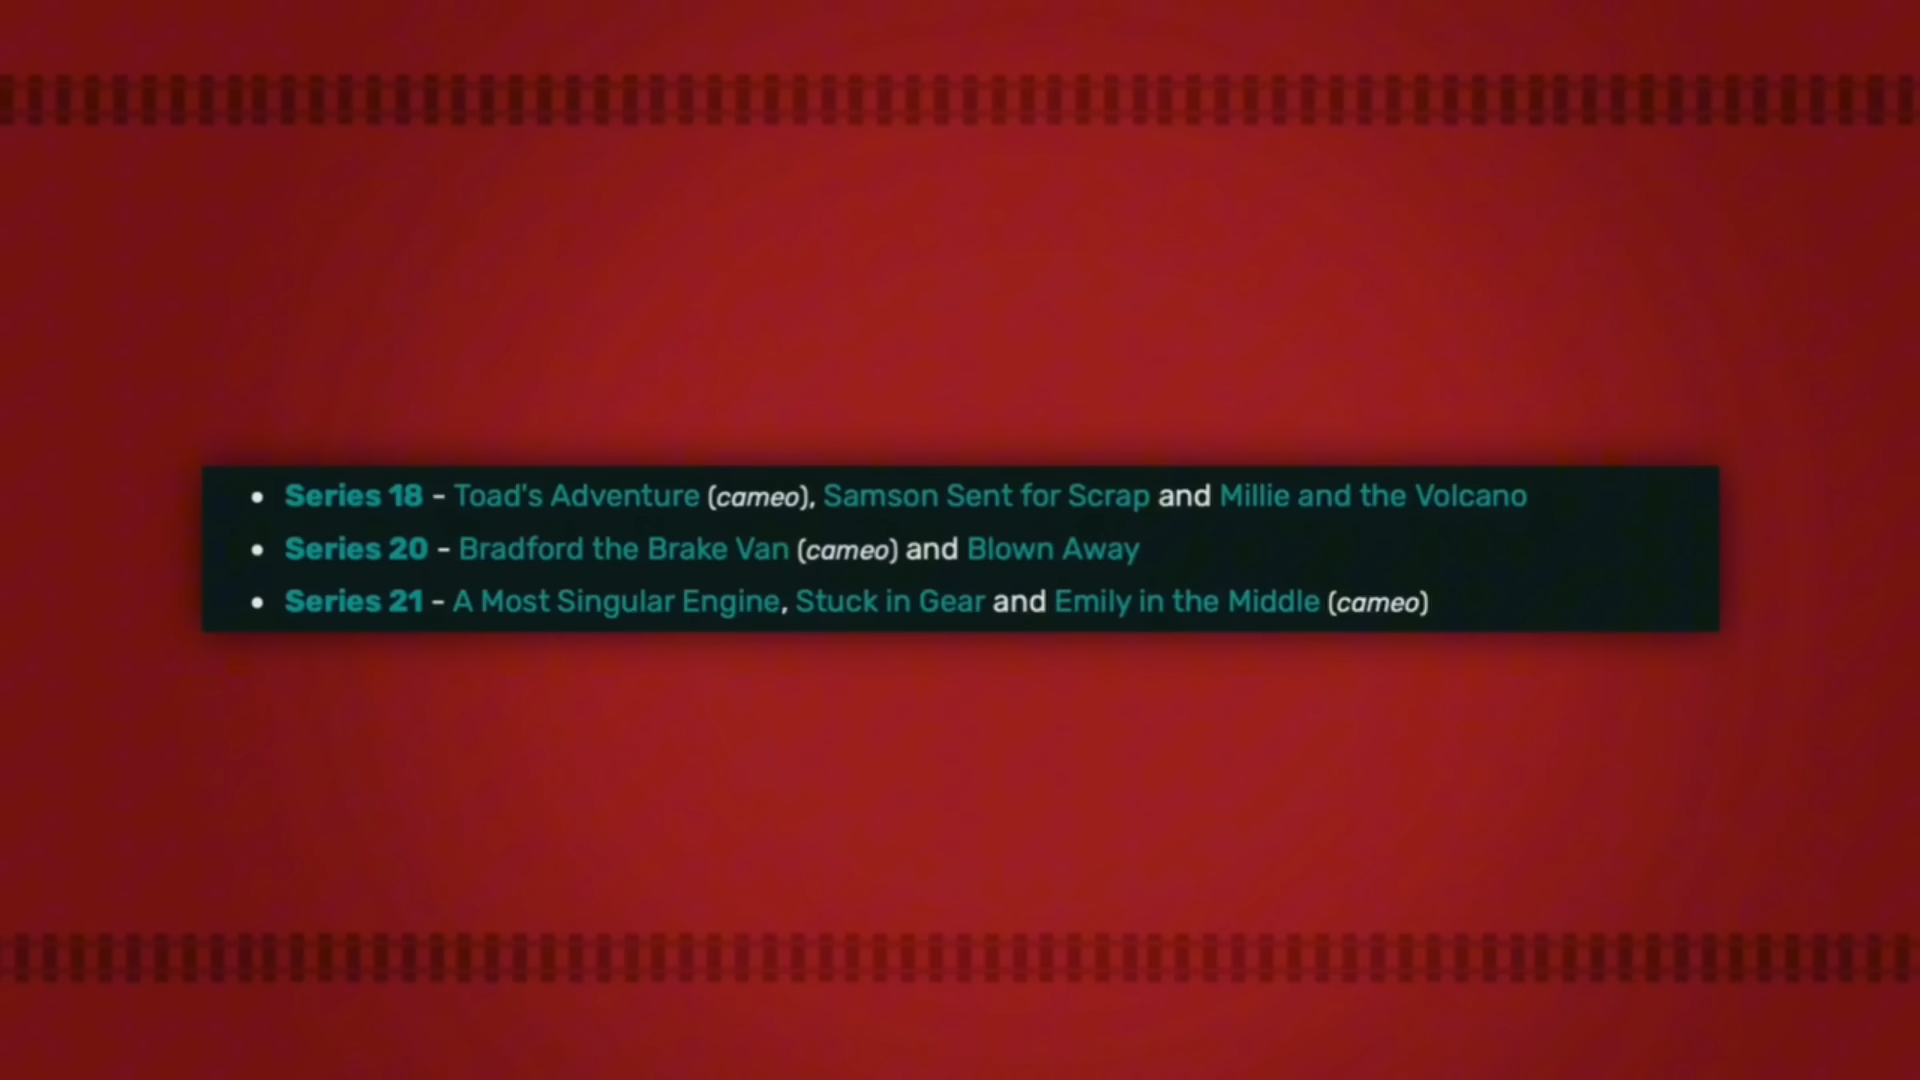 • Series 18 - Toad's Adventure (cameo), Samson Sent for Scrap and Millie and the Volcano
• Series 20 - Bradford the Brake Van (cameo) and Blown Away
• Series 21 - A Most Singular Engine, Stuck in Gear and Emily in the Middle (cameo)